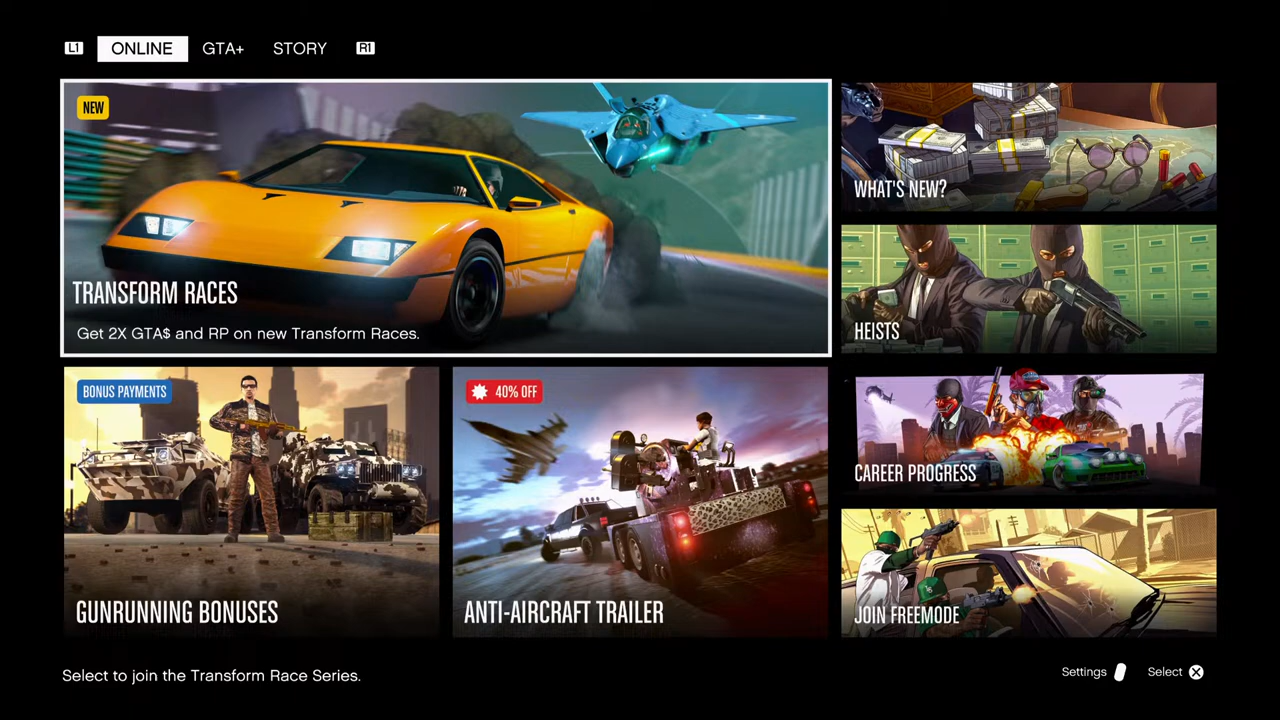 L1 ONLINE GTA+ STORY R1
NEW
TRANSFORM RACES
Get 2X GTA$ and RP on new Transform Races.
WHAT'S NEW?
HEISTS
BONUS PAYMENTS
GUNRUNNING BONUSES
40% OFF
ANTI-AIRCRAFT TRAILER
CAREER PROGRESS
JOIN FREEMODE
Select to join the Transform Race Series.
Settings Select